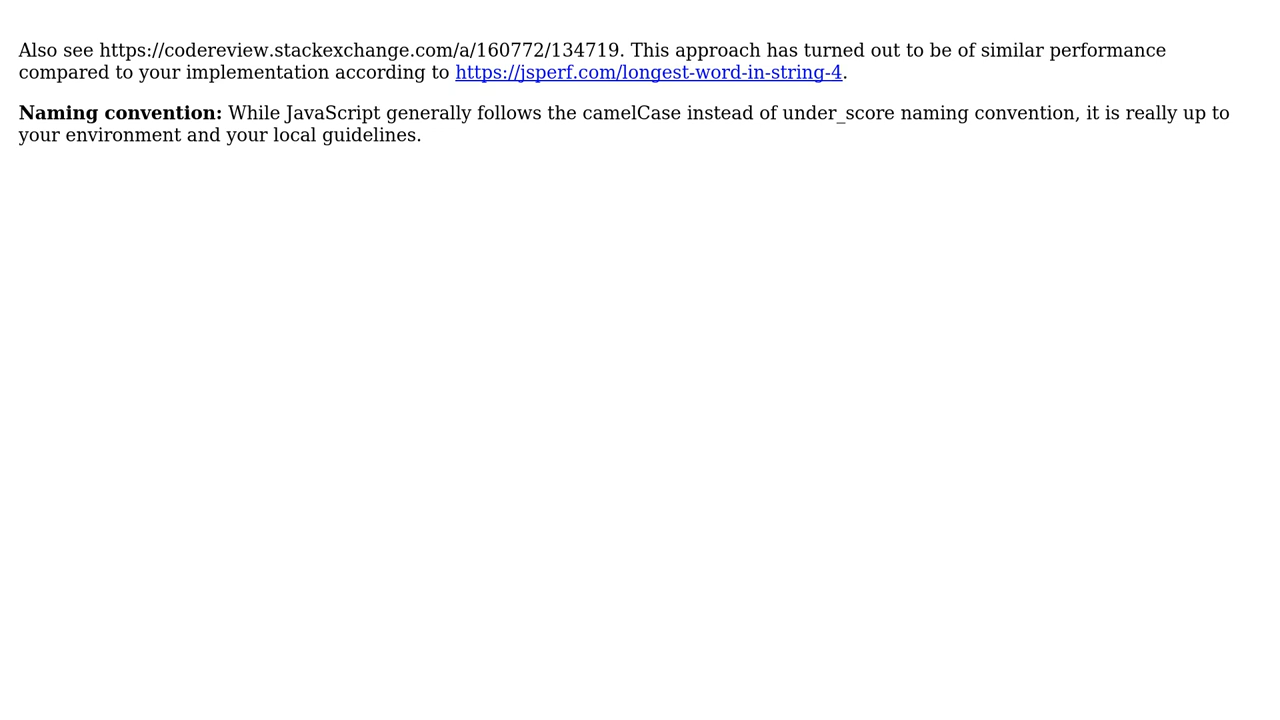 Also see https://codereview.stackexchange.com/a/160772/134719. This approach has turned out to be of similar performance
compared to your implementation according to https://jsperf.com/longest-word-in-string-4.
Naming convention: While JavaScript generally follows the camelCase instead of under_score naming convention, it is really up to
your environment and your local guidelines.